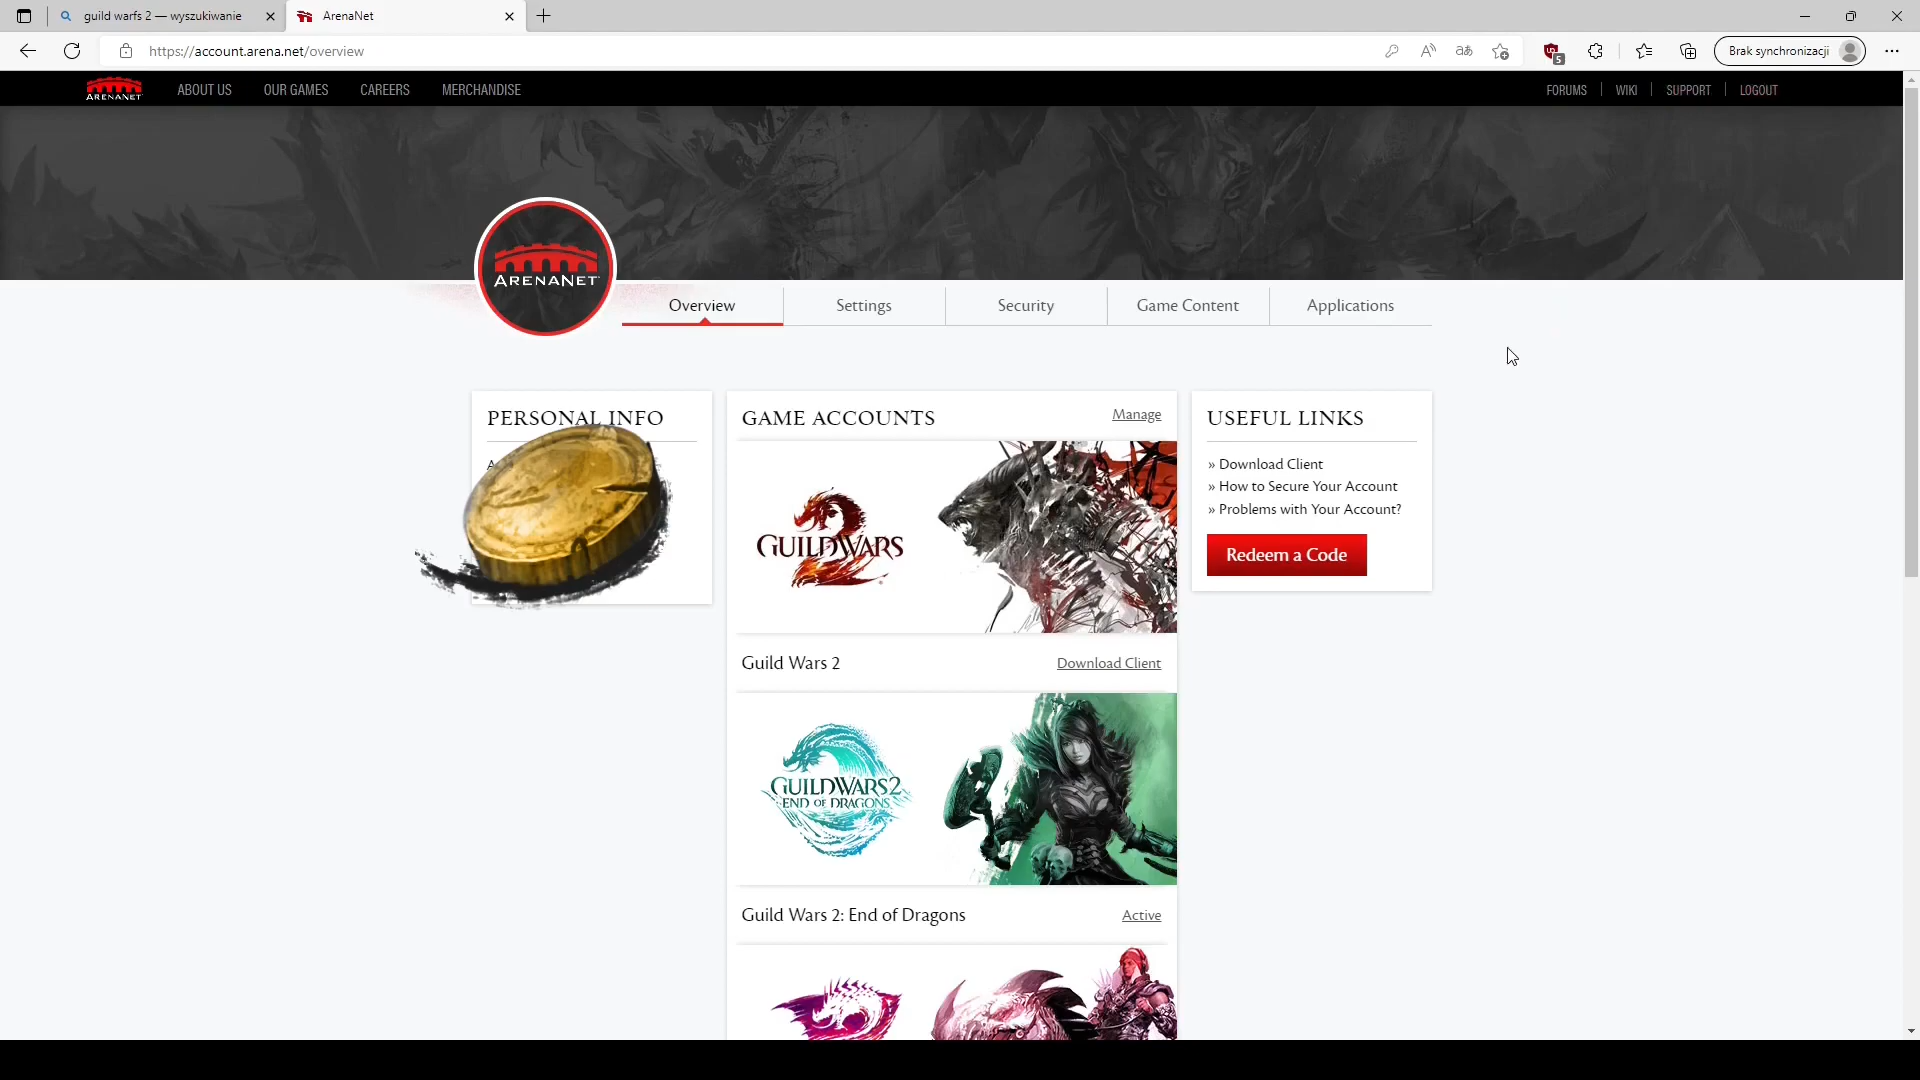 guild warfs 2 — wyszukiwanie
ArenaNet
https://account.arena.net/overview
Brak synchronizacji
5
ARENANET
ABOUT US
OUR GAMES
CAREERS
MERCHANDISE
FORUMS
WIKI
SUPPORT
LOGOUT
ARENANET
Overview
Settings
Security
Game Content
Applications
PERSONAL INFO
GAME ACCOUNTS
Manage
GUILD WARS 2
Guild Wars 2
Download Client
GUILD WARS 2
END OF DRAGONS
Guild Wars 2: End of Dragons
Active
USEFUL LINKS
» Download Client
» How to Secure Your Account
» Problems with Your Account?
Redeem a Code